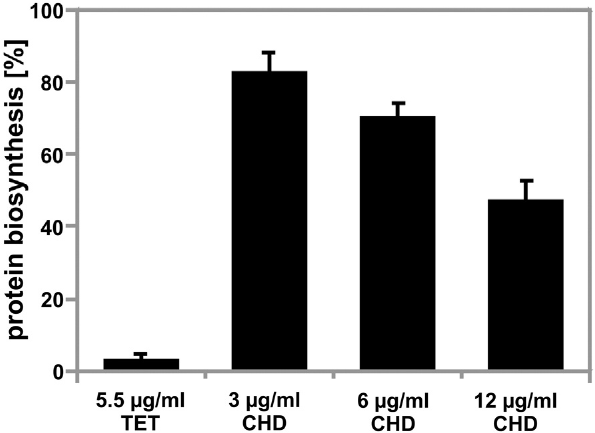 protein biosynthesis [%]
100
80
60
40
20
0
5.5 µg/ml 3 µg/ml 6 µg/ml 12 µg/ml
TET CHD CHD CHD